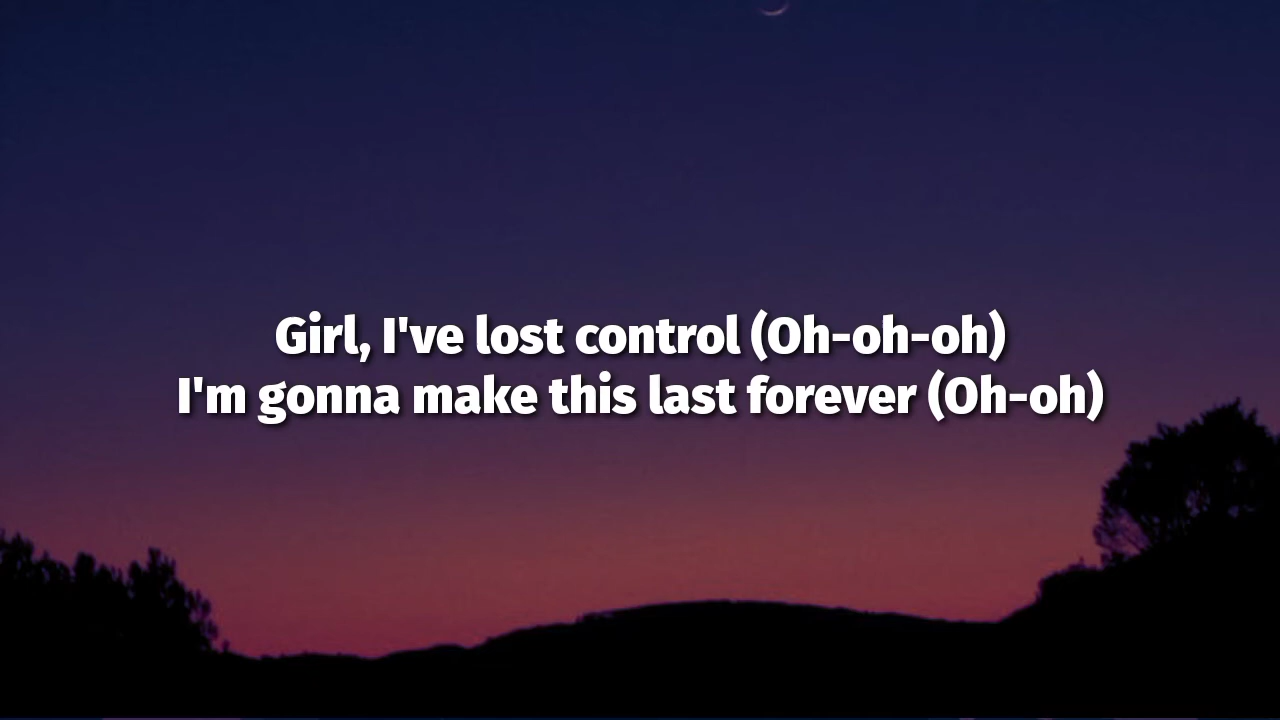 Girl, I've lost control (Oh-oh-oh)
I'm gonna make this last forever (Oh-oh)